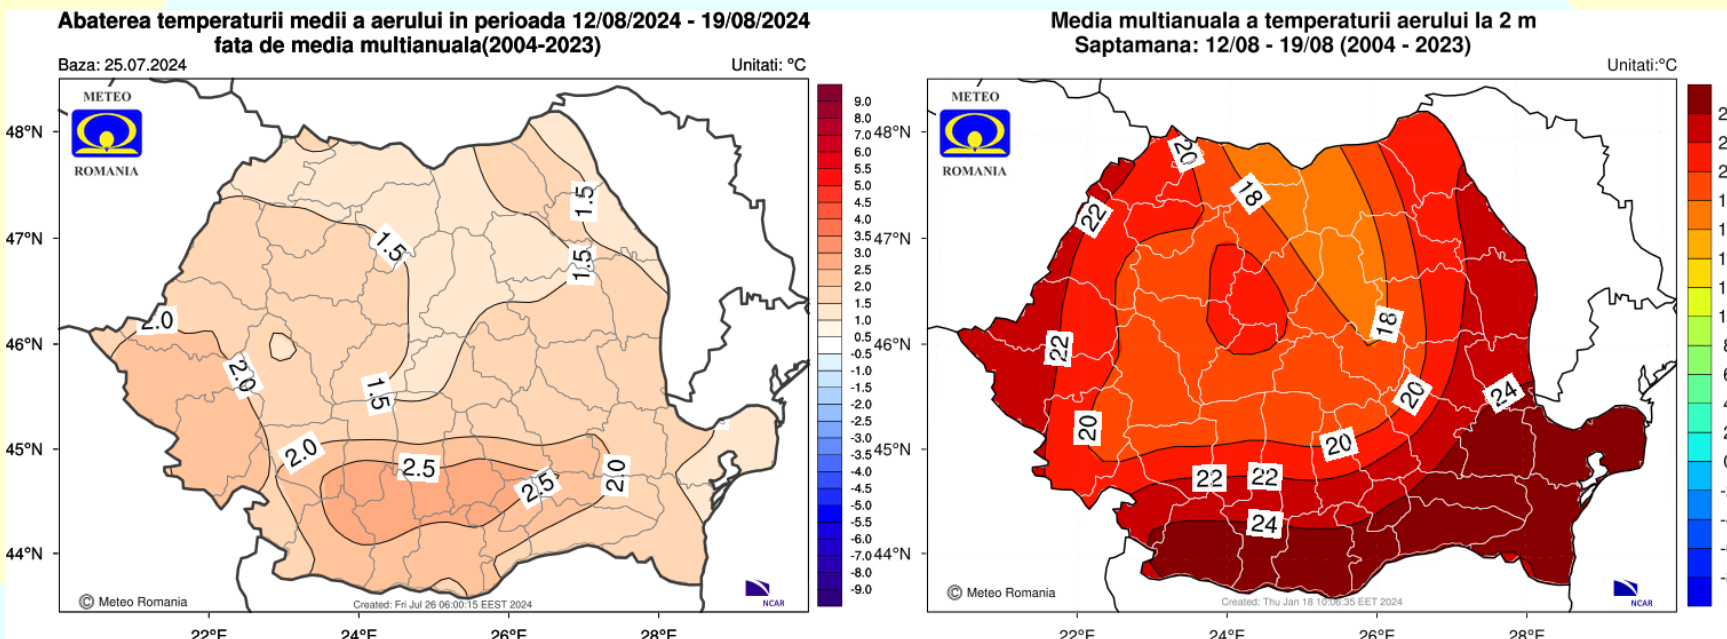 Abaterea temperaturii medii a aerului in perioada 12/08/2024 - 19/08/2024
fata de media multianuala(2004-2023)
Baza: 25.07.2024
Unitati: °C
METEO
ROMANIA
48°N
47°N
46°N
45°N
44°N
22°E
24°E
26°E
28°E
1.5
1.5
1.5
1.5
2.0
2.0
2.0
2.0
2.5
2.5
9.0
8.0
7.0
6.0
5.5
5.0
4.5
4.0
3.5
3.0
2.5
2.0
1.5
1.0
0.5
-0.5
-1.0
-1.5
-2.0
-2.5
-3.0
-3.5
-4.0
-4.5
-5.0
-5.5
-6.0
-7.0
-8.0
-9.0
© Meteo Romania
Created: Fri Jul 26 06:00:15 EEST 2024
NCAR
Media multianuala a temperaturii aerului la 2 m
Saptamana: 12/08 - 19/08 (2004 - 2023)
Unitati:°C
METEO
ROMANIA
48°N
47°N
46°N
45°N
44°N
22°E
24°E
26°E
28°E
20
18
22
18
22
20
24
20
20
22
22
24
© Meteo Romania
Created: Thu Jan 18 10:06:35 EET 2024
NCAR